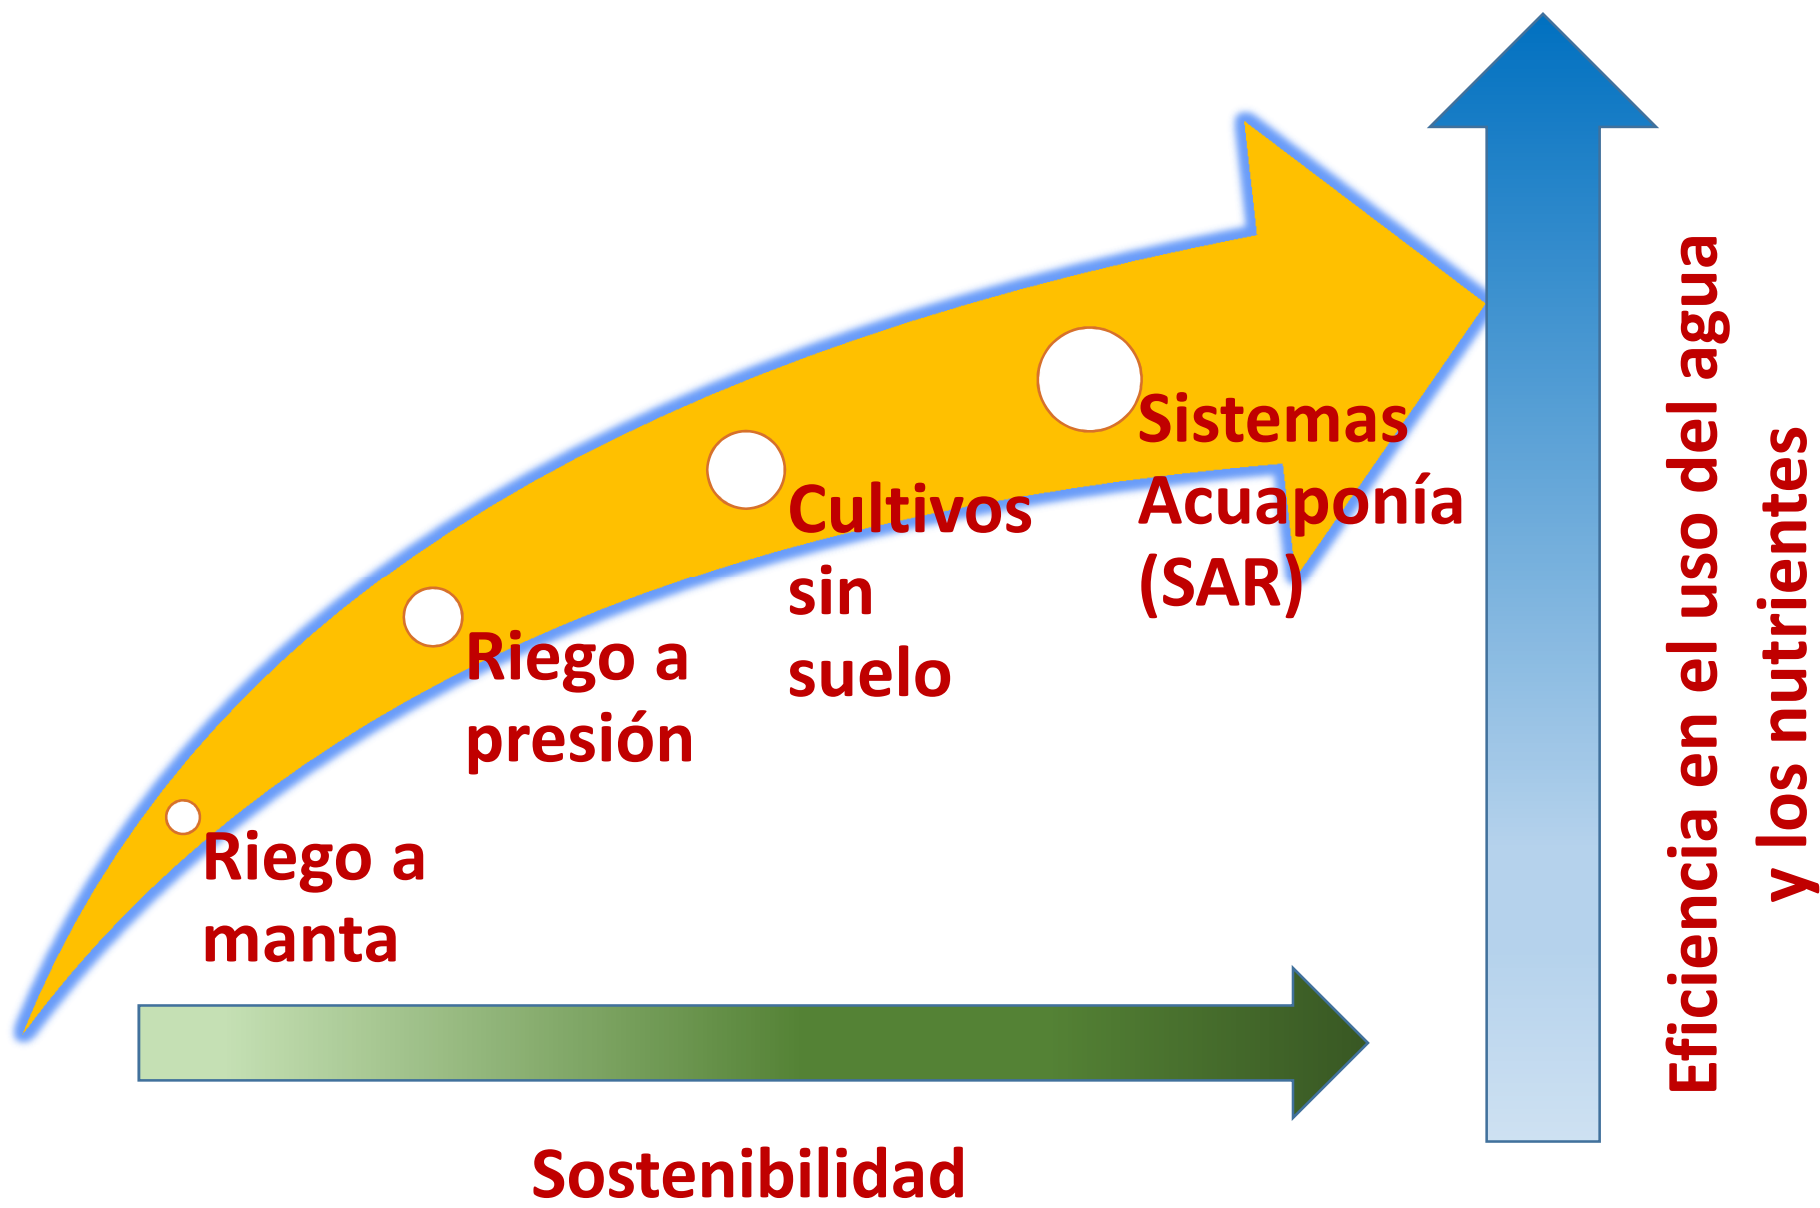 Sistemas
Acuaponía
(SAR)
Cultivos
sin
suelo
Riego a
presión
Riego a
manta
Sostenibilidad
Eficiencia en el uso del agua
y los nutrientes